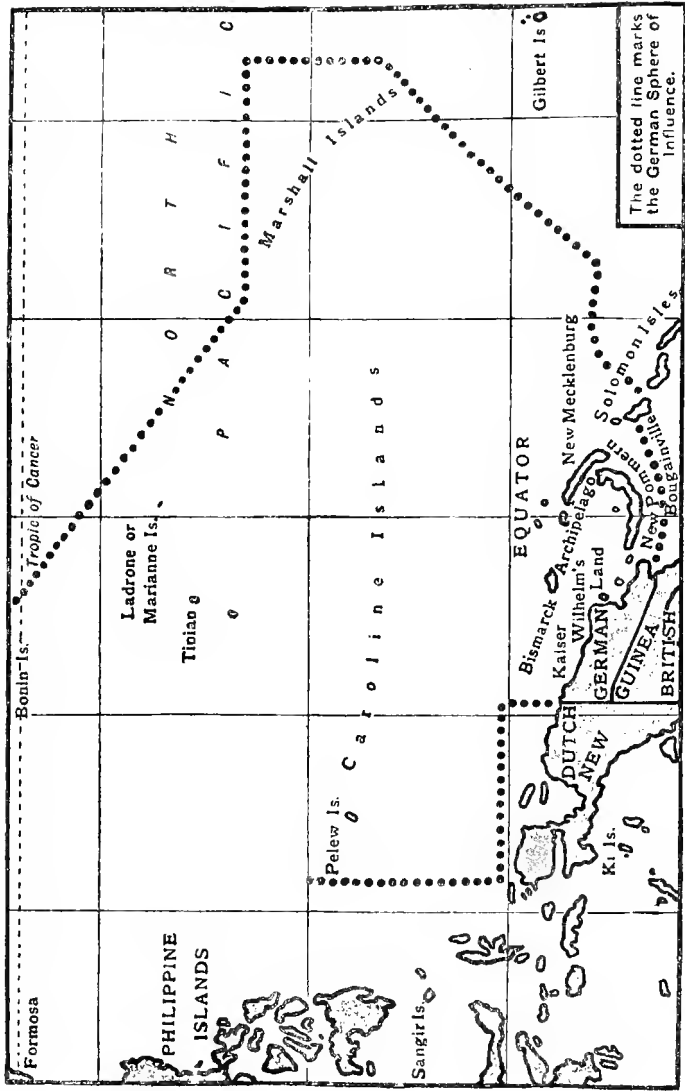 Formosa
Bonin-Is.
Tropic of Cancer
NORTH
PACIFIC
Ladrone or
Marianne Is.
Tinian
PHILIPPINE
ISLANDS
Pelew Is.
Caroline Islands
Marshall Islands
Sangir Is.
EQUATOR
Gilbert Is
Bismarck Archipelago
New Mecklenburg
Kaiser
Wilhelm's
Land
New Pommern
Bougainville
Solomon Isles
DUTCH
NEW
GERMAN
GUINEA
BRITISH
Ki Is.
The dotted line marks
the German Sphere of
Influence.